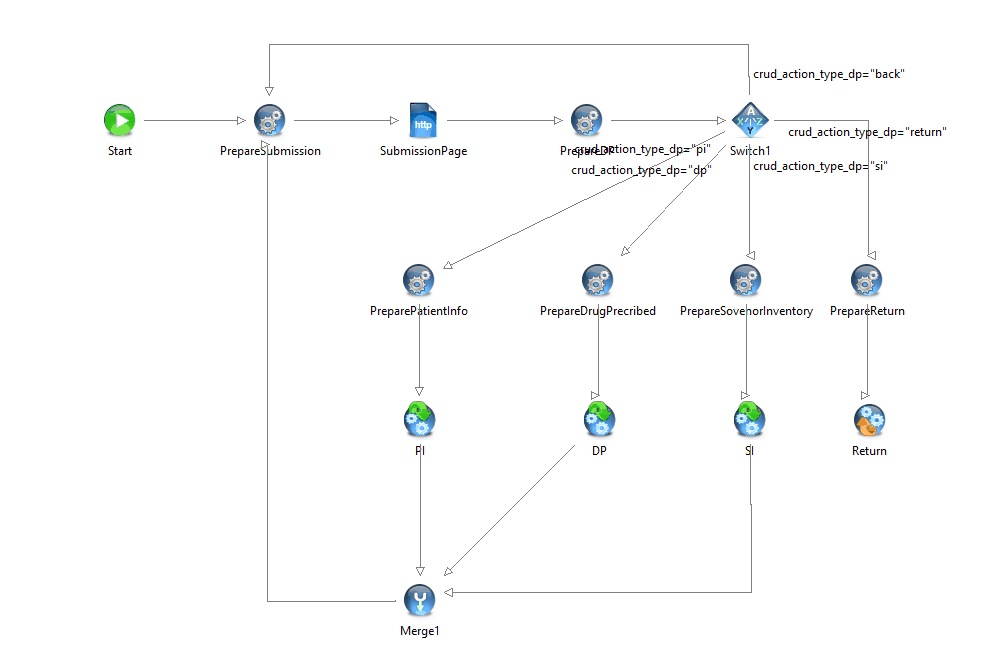 crud_action_type_dp="back"
http
A
X Z
Y
crud_action_type_dp="return"
Start
PrepareSubmission
SubmissionPage
PrepareDP
crud_action_type_dp="pi"
Switch1
crud_action_type_dp="dp"
crud_action_type_dp="si"
PreparePatientInfo
PrepareDrugPrecribed
PrepareSovenorInventory
PrepareReturn
PI
DP
SI
Return
Merge1